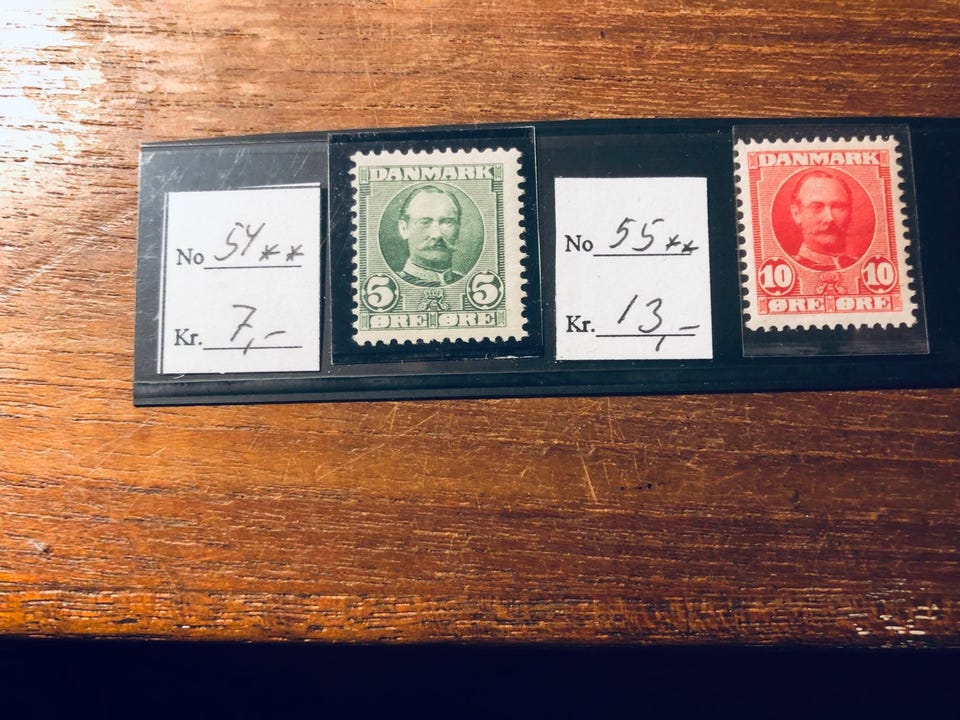 No 54**
Kr. 7,-
DANMARK
5 5
ØRE ØRE
No 55**
Kr. 13,-
DANMARK
10 10
ØRE ØRE